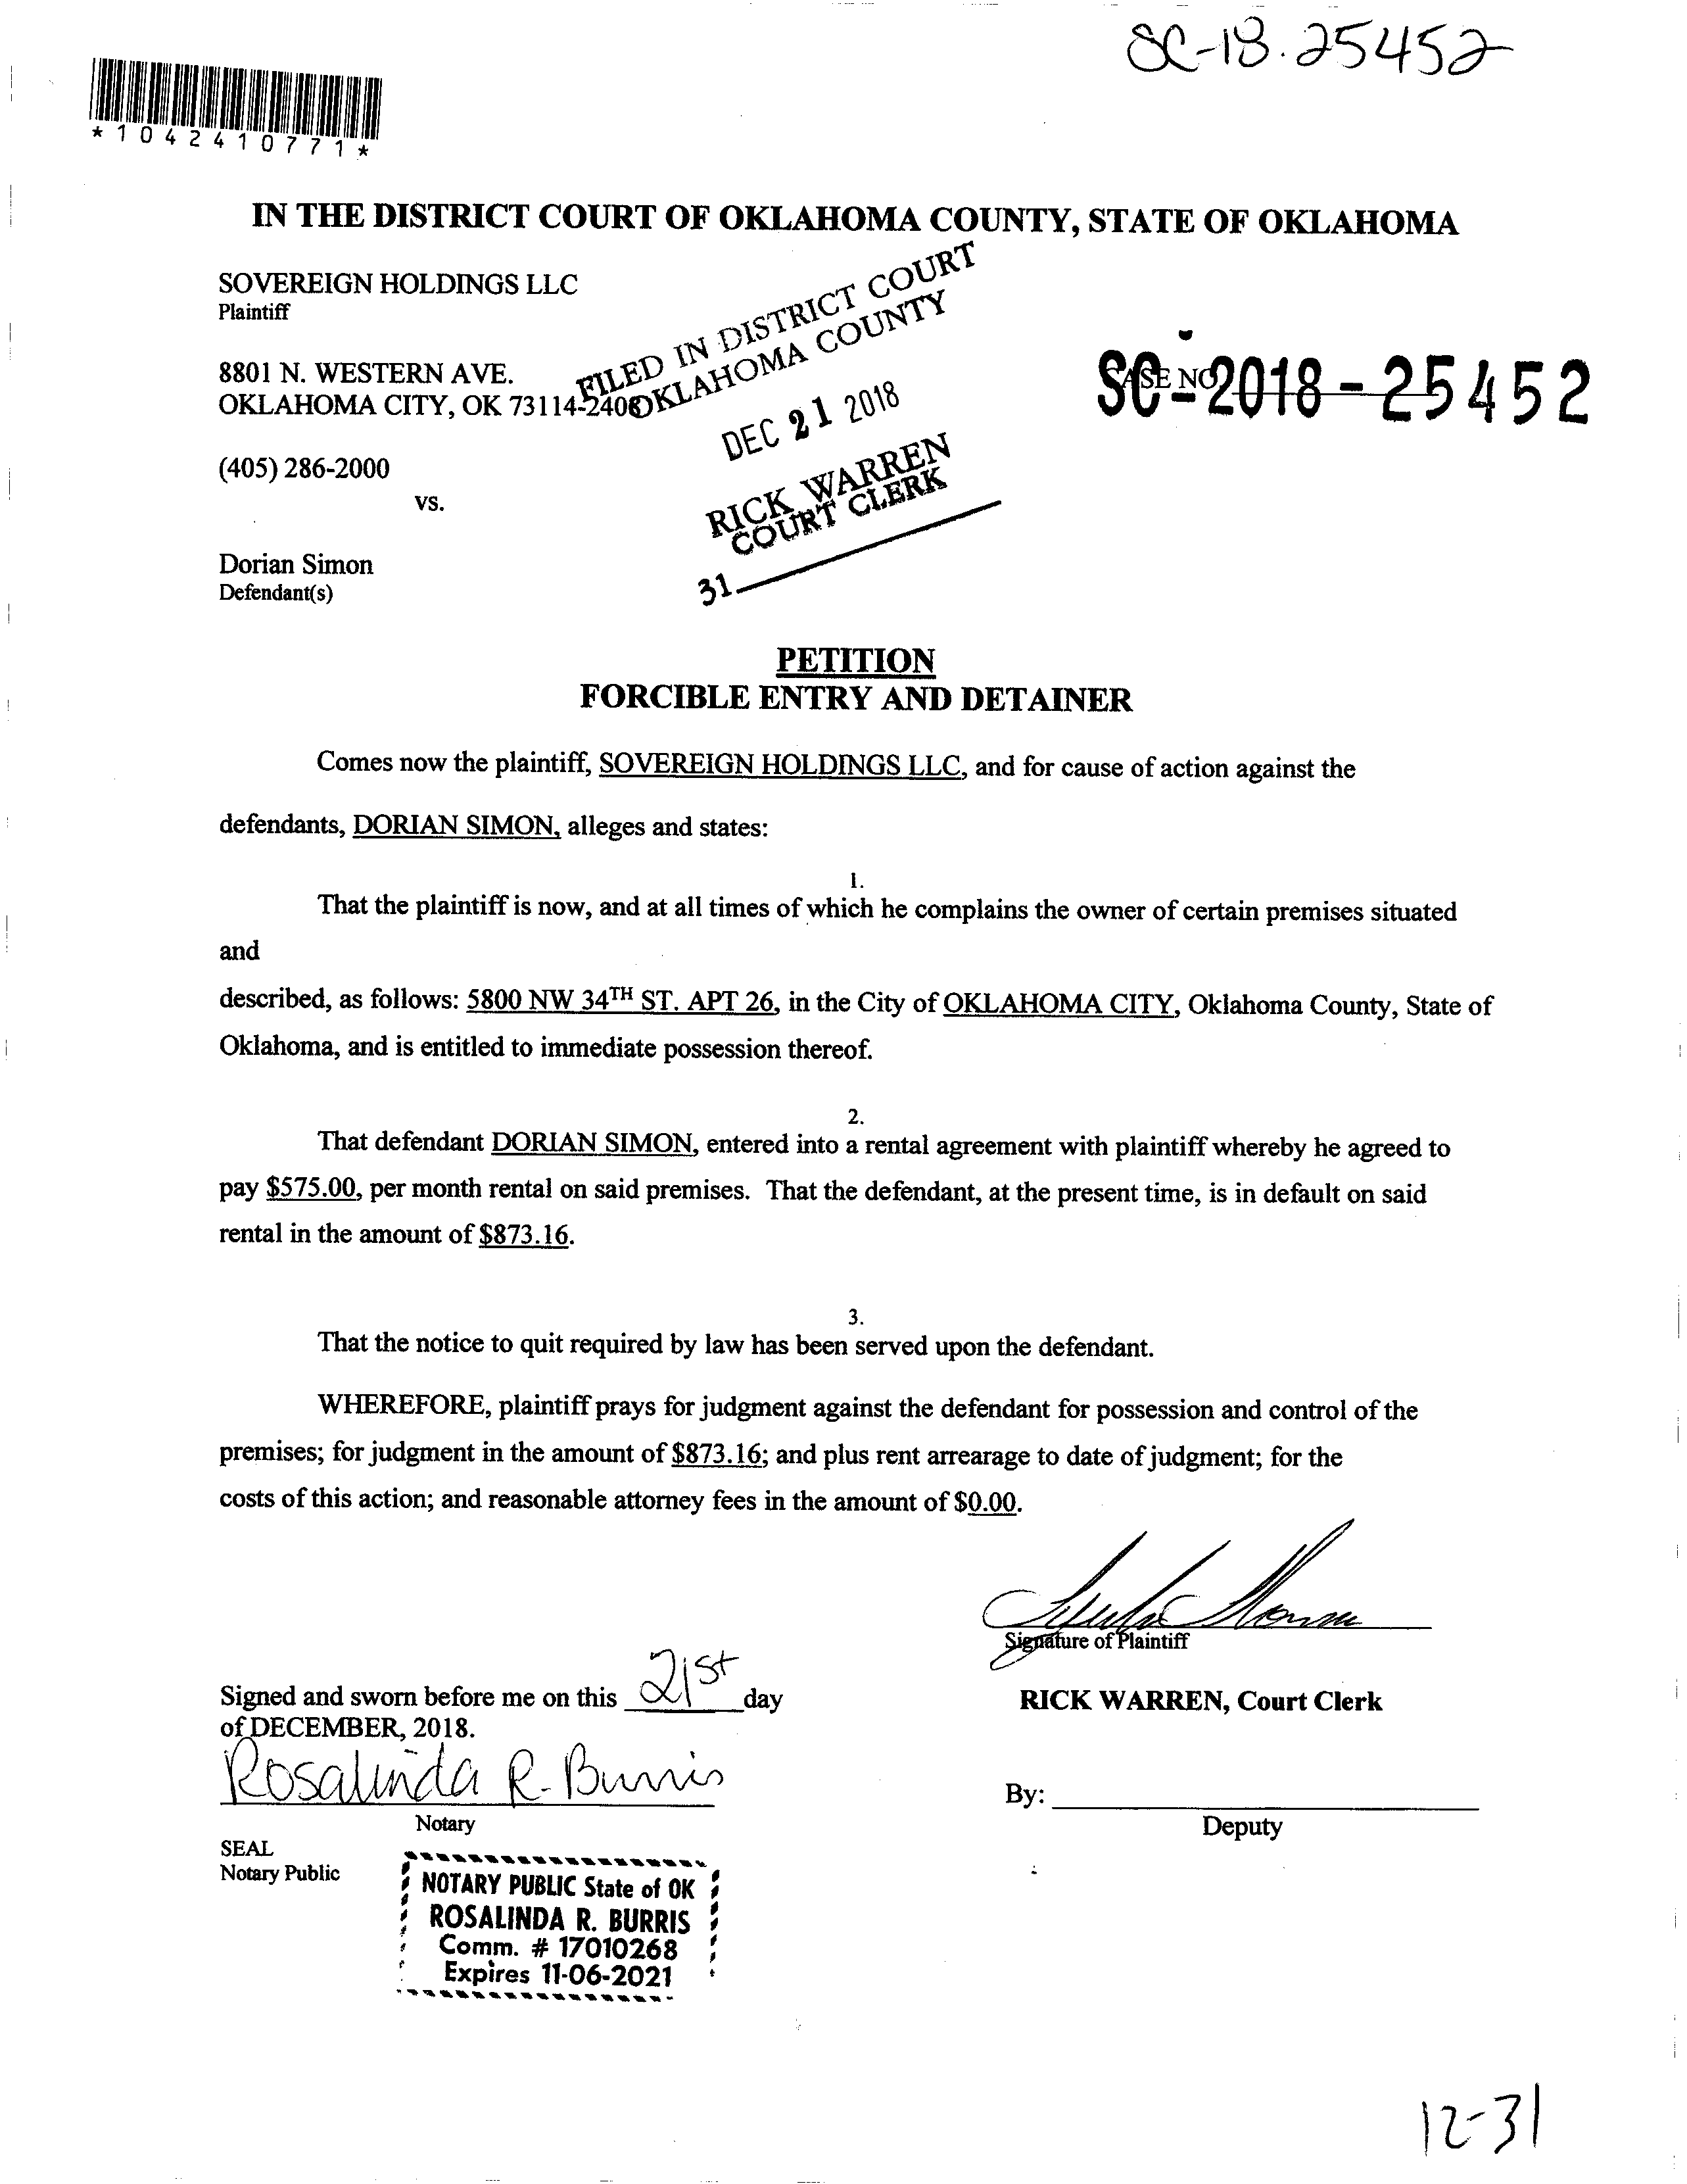 SC-18.25452
*1042410771*
IN THE DISTRICT COURT OF OKLAHOMA COUNTY, STATE OF OKLAHOMA
SOVEREIGN HOLDINGS LLC
Plaintiff
FILED IN DISTRICT COURT
OKLAHOMA COUNTY
8801 N. WESTERN AVE.
OKLAHOMA CITY, OK 73114-2406
CASE NO
SC-2018-25452
DEC 21 2018
(405) 286-2000
vs.
RICK WARREN
COURT CLERK
31
Dorian Simon
Defendant(s)
PETITION
FORCIBLE ENTRY AND DETAINER
Comes now the plaintiff, SOVEREIGN HOLDINGS LLC, and for cause of action against the
defendants, DORIAN SIMON, alleges and states:
1.
That the plaintiff is now, and at all times of which he complains the owner of certain premises situated
and
described, as follows: 5800 NW 34TH ST. APT 26, in the City of OKLAHOMA CITY, Oklahoma County, State of
Oklahoma, and is entitled to immediate possession thereof.
2.
That defendant DORIAN SIMON, entered into a rental agreement with plaintiff whereby he agreed to
pay $575.00, per month rental on said premises. That the defendant, at the present time, is in default on said
rental in the amount of $873.16.
3.
That the notice to quit required by law has been served upon the defendant.
WHEREFORE, plaintiff prays for judgment against the defendant for possession and control of the
premises; for judgment in the amount of $873.16; and plus rent arrearage to date of judgment; for the
costs of this action; and reasonable attorney fees in the amount of $0.00.
Signature of Plaintiff
Signed and sworn before me on this 21st day
of DECEMBER, 2018.
RICK WARREN, Court Clerk
Rosalinda R. Burris
Notary
By:
Deputy
SEAL
Notary Public
NOTARY PUBLIC State of OK
ROSALINDA R. BURRIS
Comm. # 17010268
Expires 11-06-2021
12-31